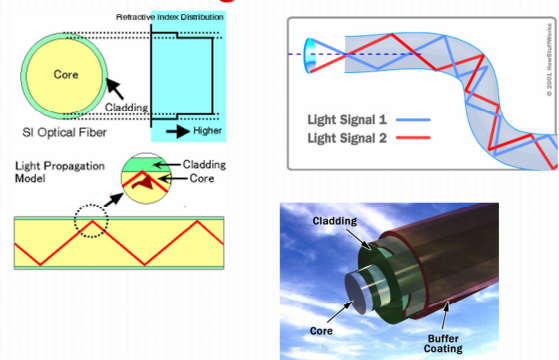 Refractive Index Distribution
Core
Cladding
SI Optical Fiber
Higher
Light Propagation
Model
Cladding
Core
Light Signal 1
Light Signal 2
© 2001 HowStuffWorks
Cladding
Core
Buffer
Coating